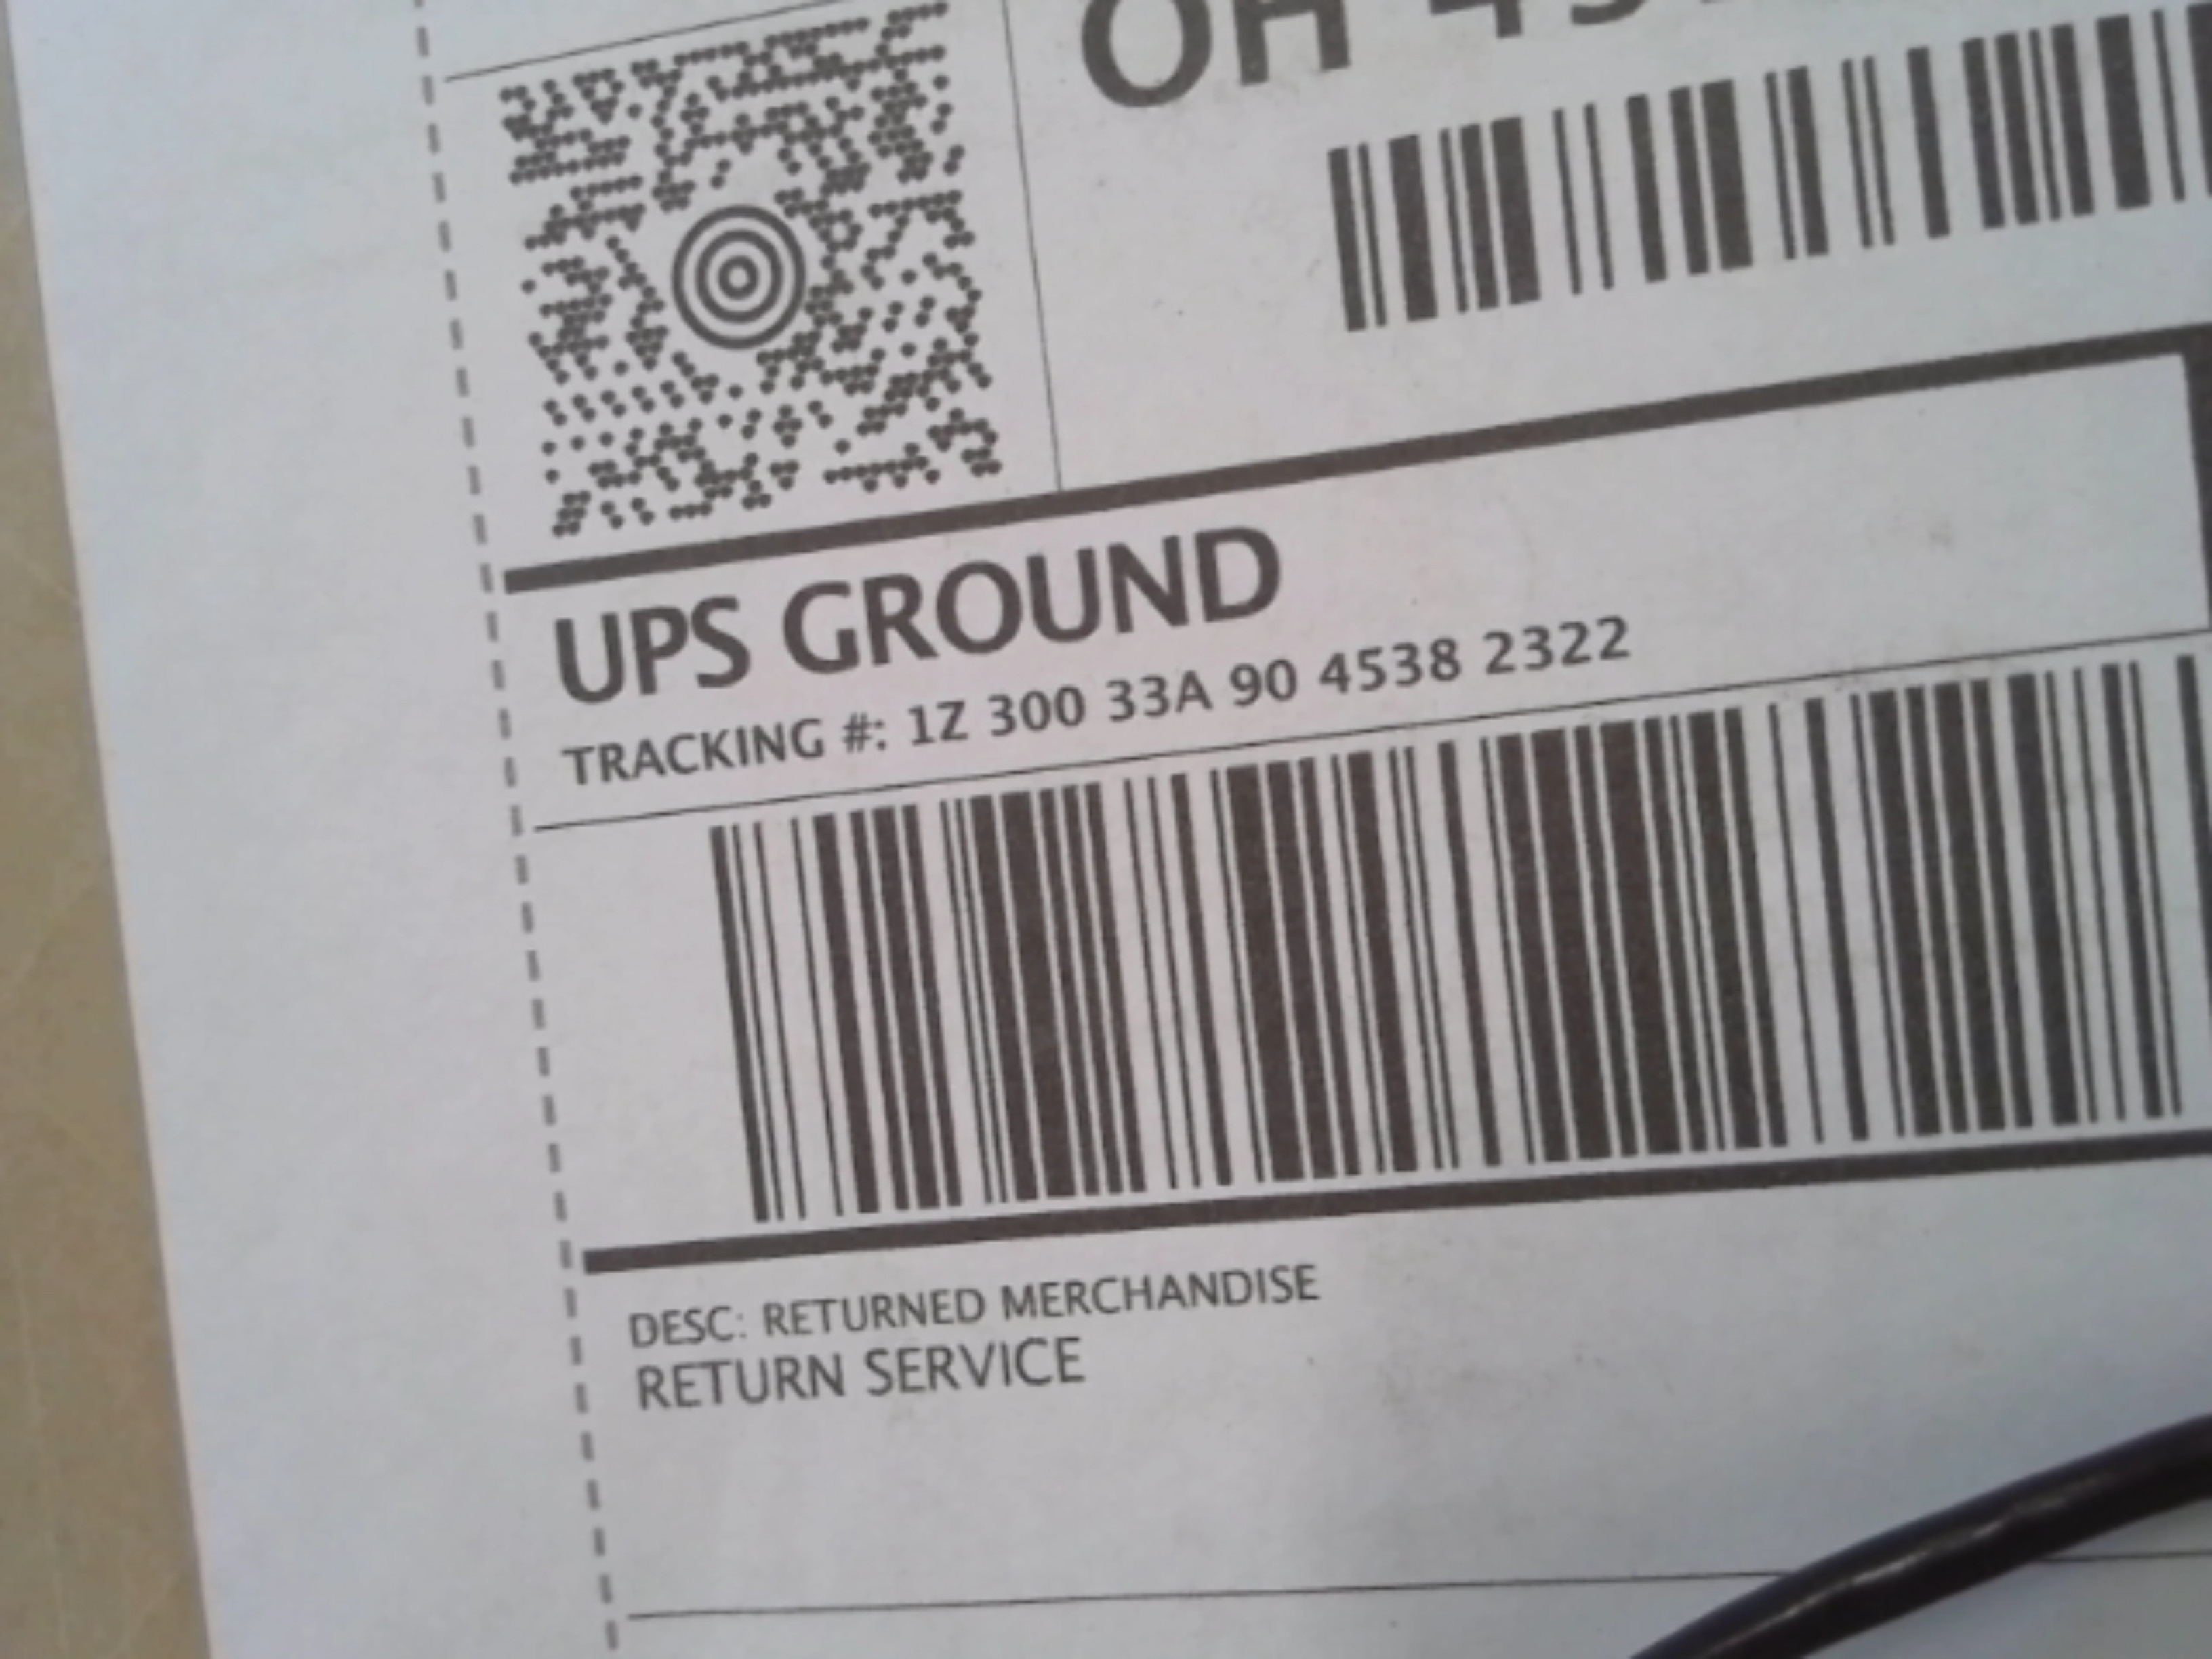 OH
UPS GROUND
TRACKING #: 1Z 300 33A 90 4538 2322
DESC: RETURNED MERCHANDISE
RETURN SERVICE